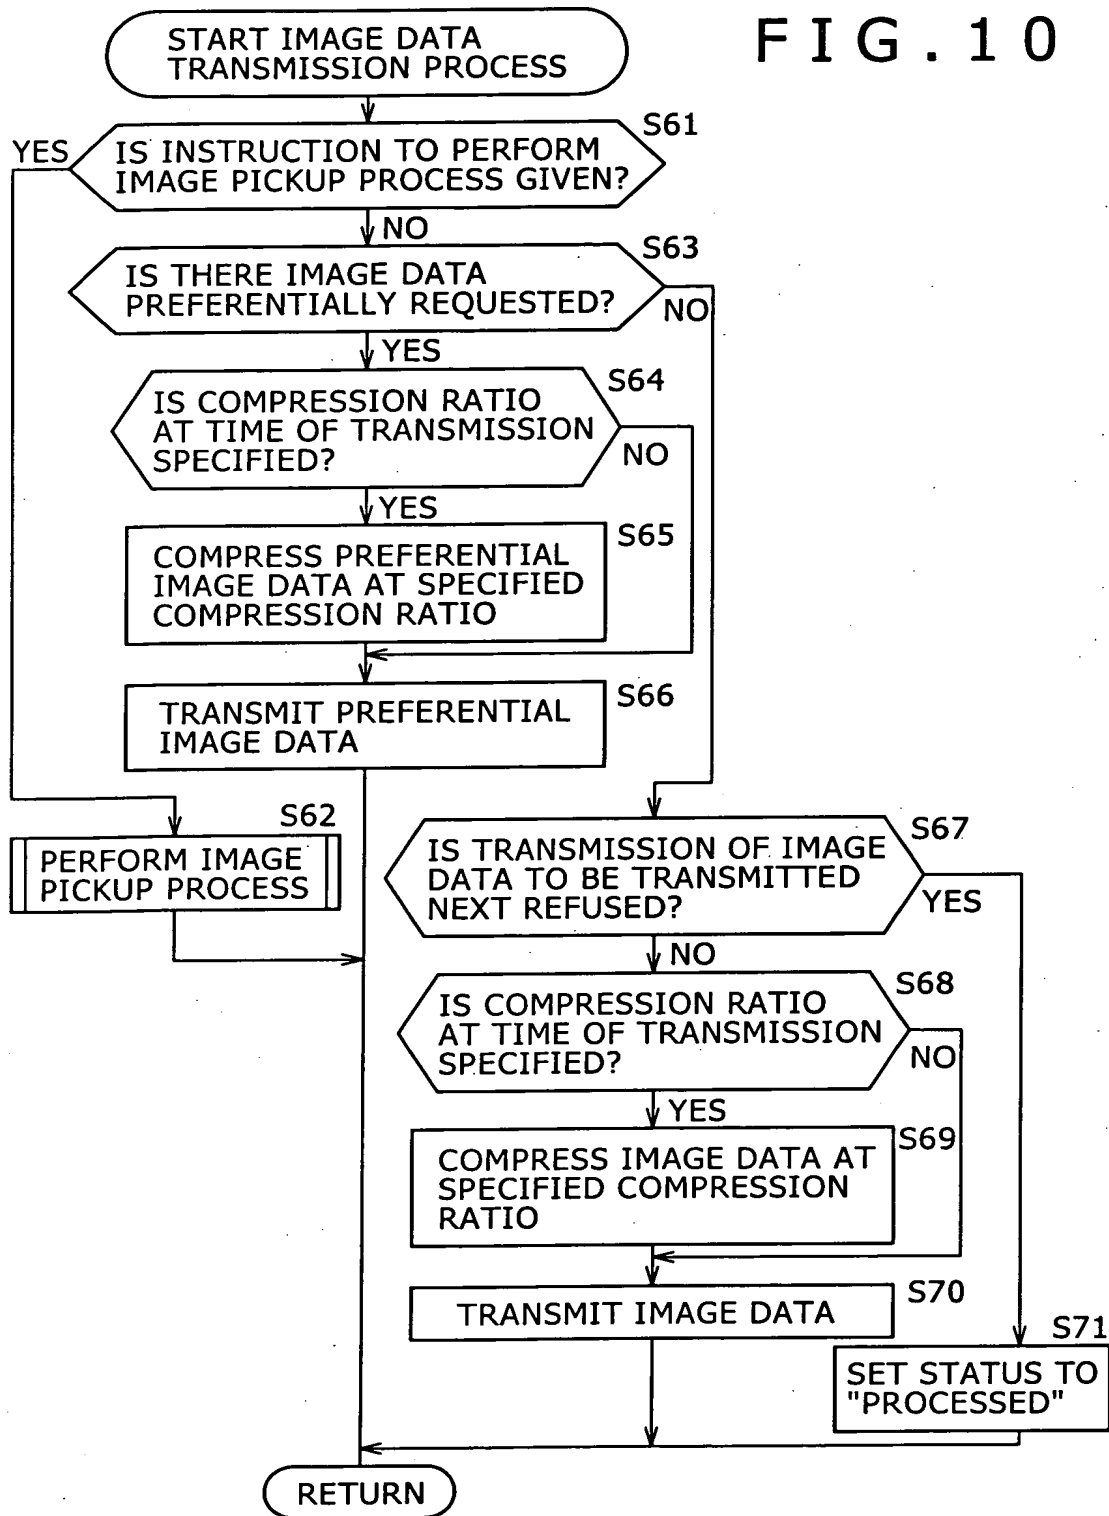 FIG.10
START IMAGE DATA
TRANSMISSION PROCESS
S61
YES
IS INSTRUCTION TO PERFORM
IMAGE PICKUP PROCESS GIVEN?
NO
S63
IS THERE IMAGE DATA
PREFERENTIALLY REQUESTED?
NO
YES
S64
IS COMPRESSION RATIO
AT TIME OF TRANSMISSION
SPECIFIED?
NO
YES
S65
COMPRESS PREFERENTIAL
IMAGE DATA AT SPECIFIED
COMPRESSION RATIO
S66
TRANSMIT PREFERENTIAL
IMAGE DATA
S62
PERFORM IMAGE
PICKUP PROCESS
S67
IS TRANSMISSION OF IMAGE
DATA TO BE TRANSMITTED
NEXT REFUSED?
YES
NO
S68
IS COMPRESSION RATIO
AT TIME OF TRANSMISSION
SPECIFIED?
NO
YES
S69
COMPRESS IMAGE DATA AT
SPECIFIED COMPRESSION
RATIO
S70
TRANSMIT IMAGE DATA
S71
SET STATUS TO
"PROCESSED"
RETURN